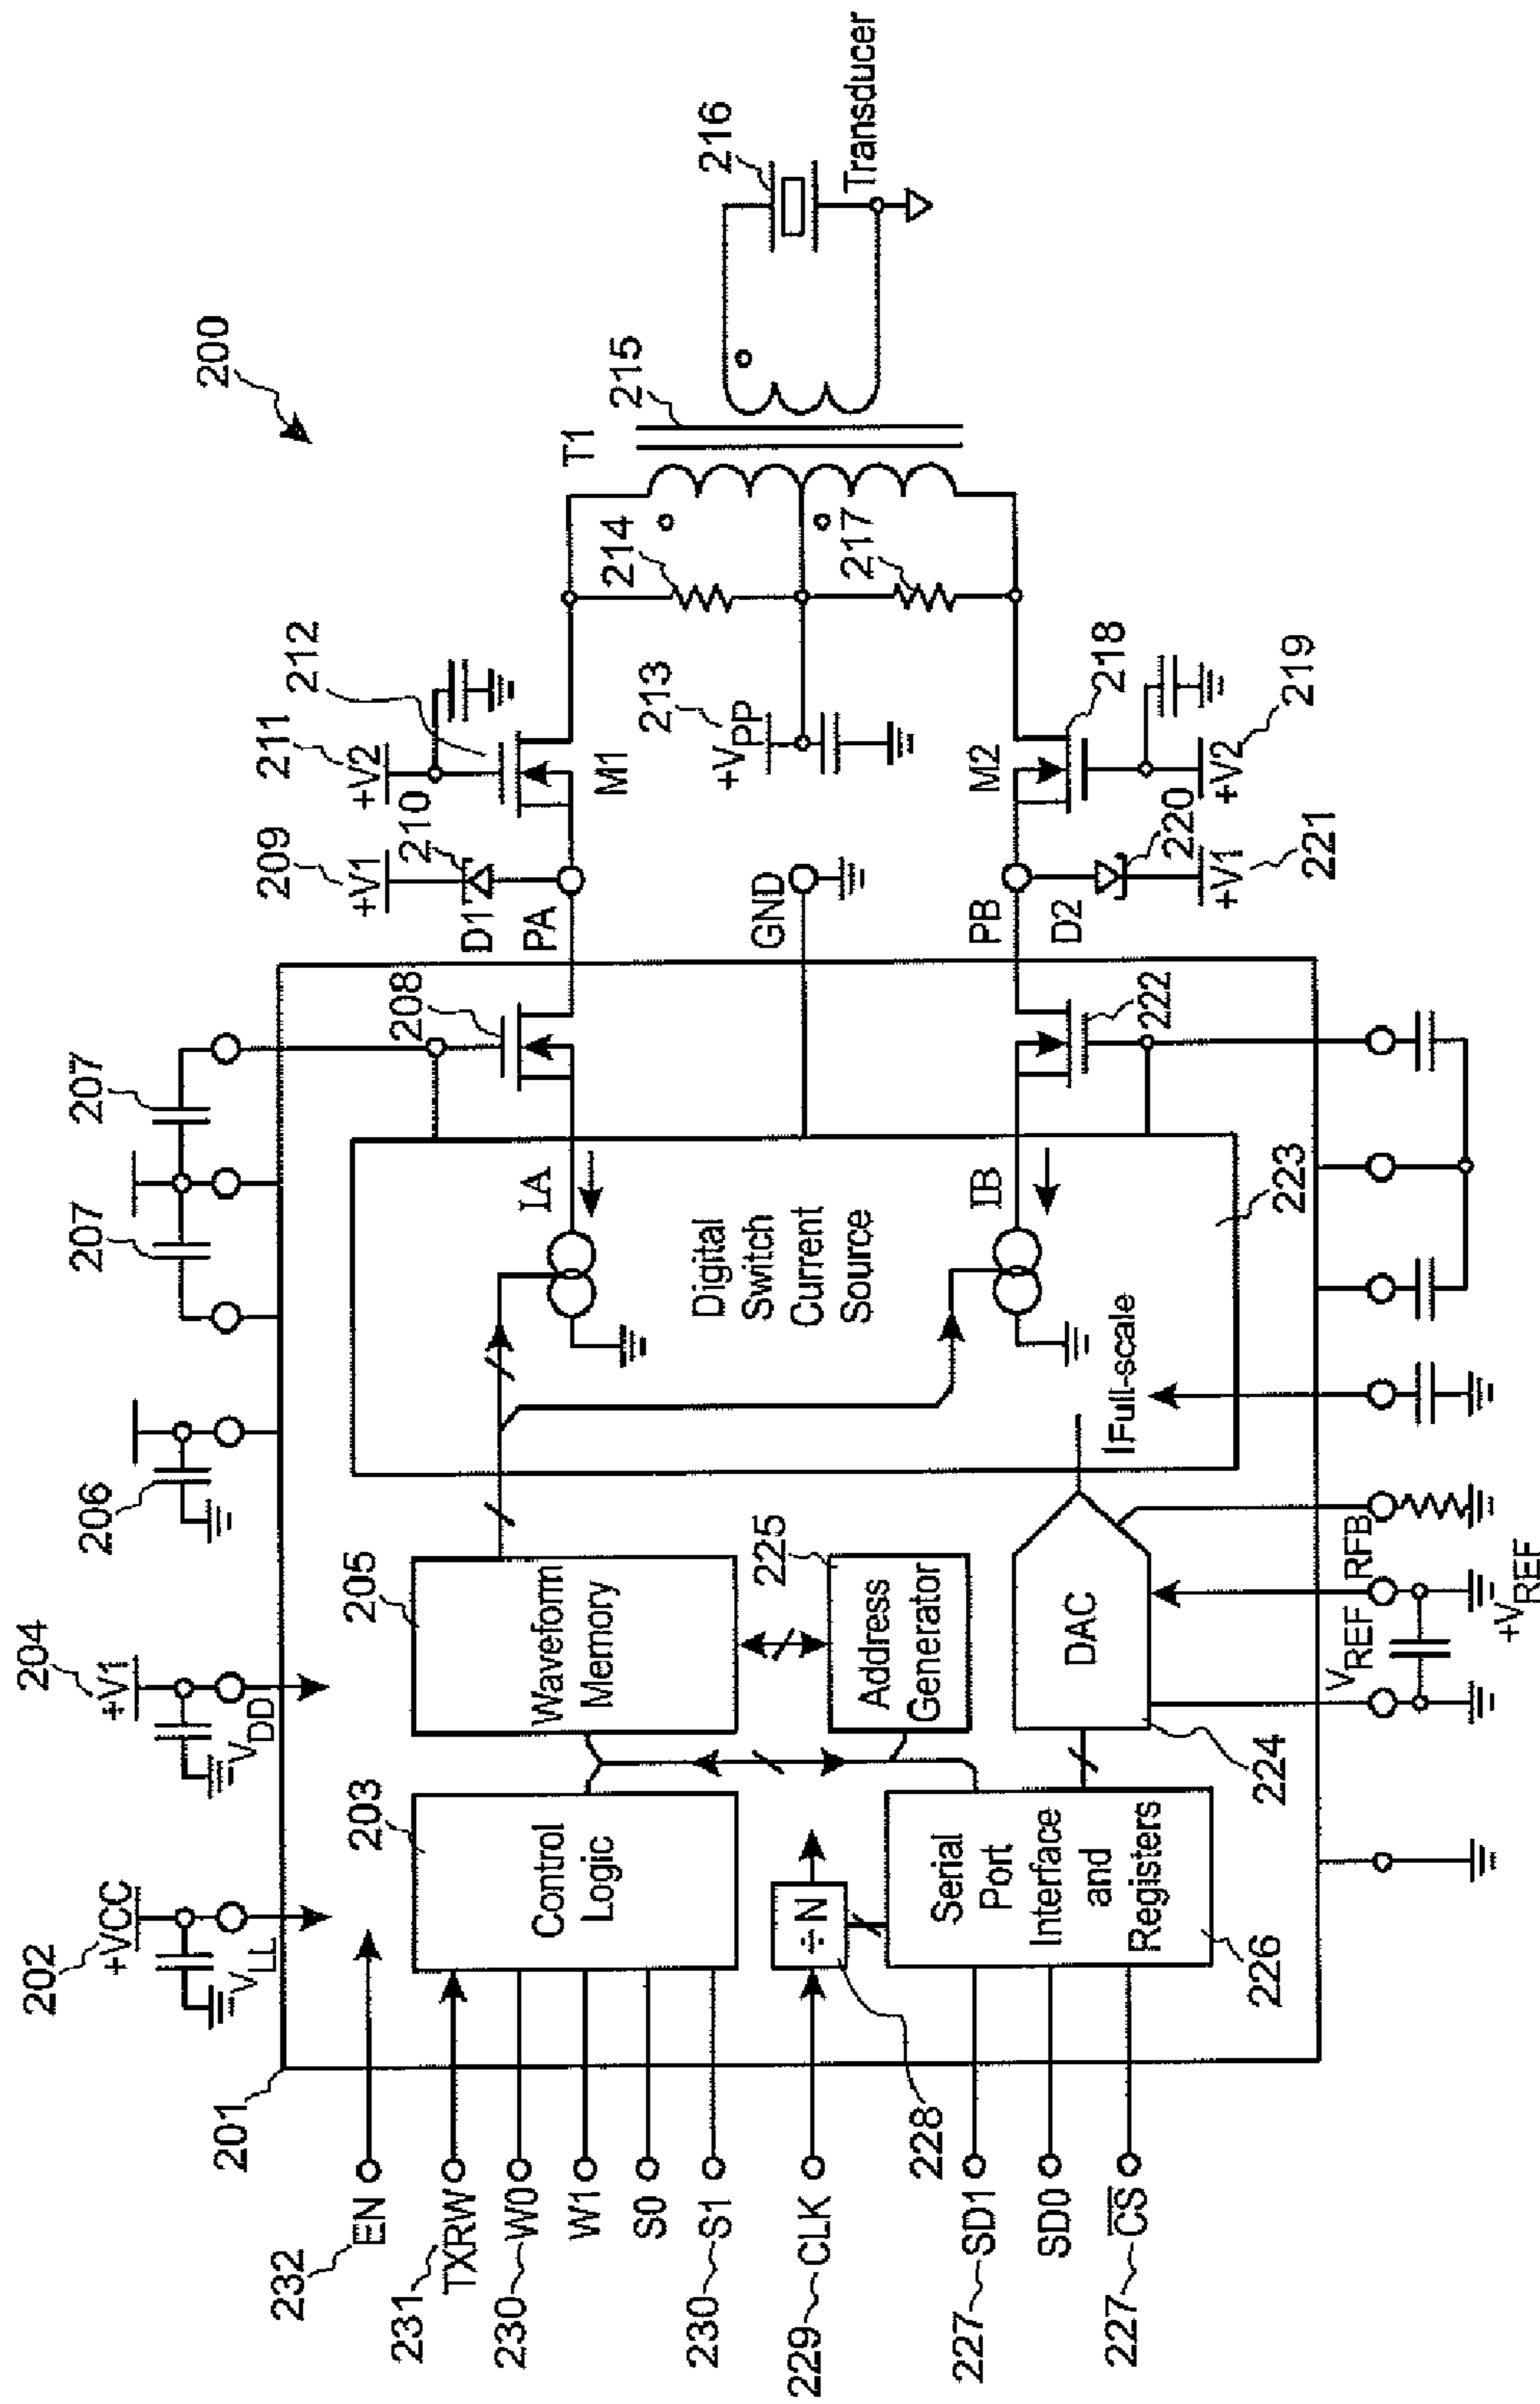 200
201
202
+VCC
VLL
204
+V1
VDD
206
207
207
209
+V1
211
+V2
212
210
D1
PA
M1
208
T1
215
216
Transducer
214
213
+VPP
217
GND
PB
D2
M2
218
+V2
219
220
+V1
221
222
223
IA
IB
Digital
Switch
Current
Source
IFull-scale
205
Waveform
Memory
225
Address
Generator
203
Control
Logic
DAC
224
÷N
228
Serial
Port
Interface
and
Registers
226
232
EN
231
TXRW
230
W0
W1
S0
230
S1
229
CLK
227
SD1
SD0
227
CS
VREF
RFB
+VREF